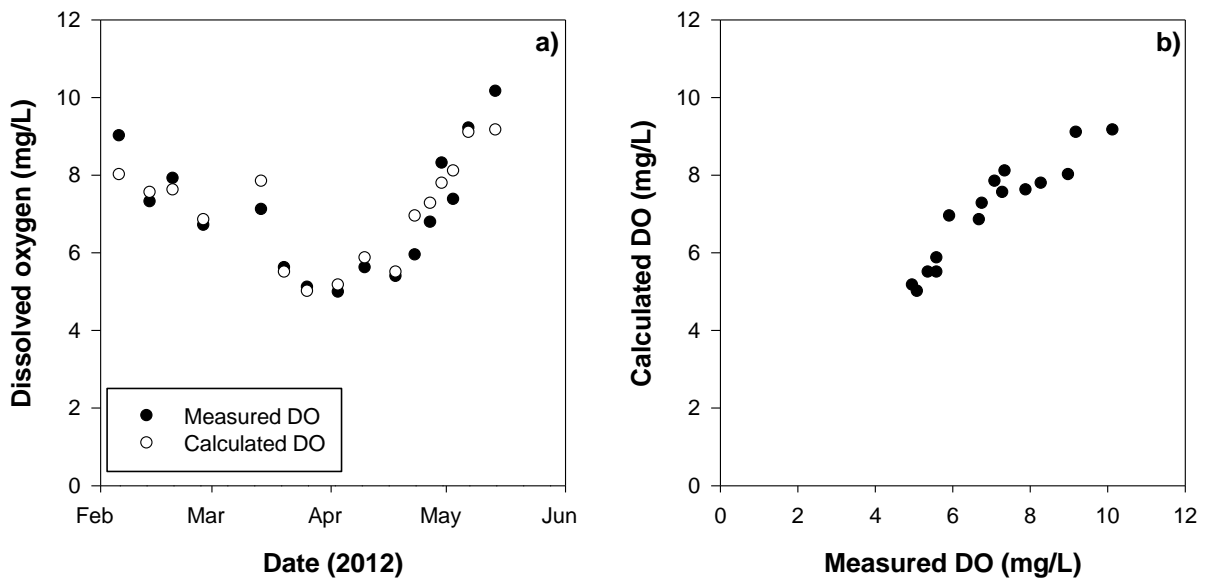 a)
Dissolved oxygen (mg/L)
12
10
8
6
4
2
0
Measured DO
Calculated DO
Feb Mar Apr May Jun
Date (2012)
b)
Calculated DO (mg/L)
12
10
8
6
4
2
0
0 2 4 6 8 10 12
Measured DO (mg/L)